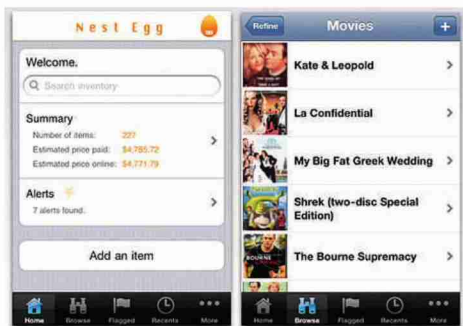 Nest Egg
Welcome.
Search inventory
Summary
Number of items: 227
Estimated price paid: $4,785.72
Estimated price online: $4,771.79
Alerts
7 alerts found.
Add an item
Home Browse Flagged Recents More
Refine Movies +
Kate & Leopold
La Confidential
My Big Fat Greek Wedding
Shrek (two-disc Special
Edition)
The Bourne Supremacy
Home Browse Flagged Recents More